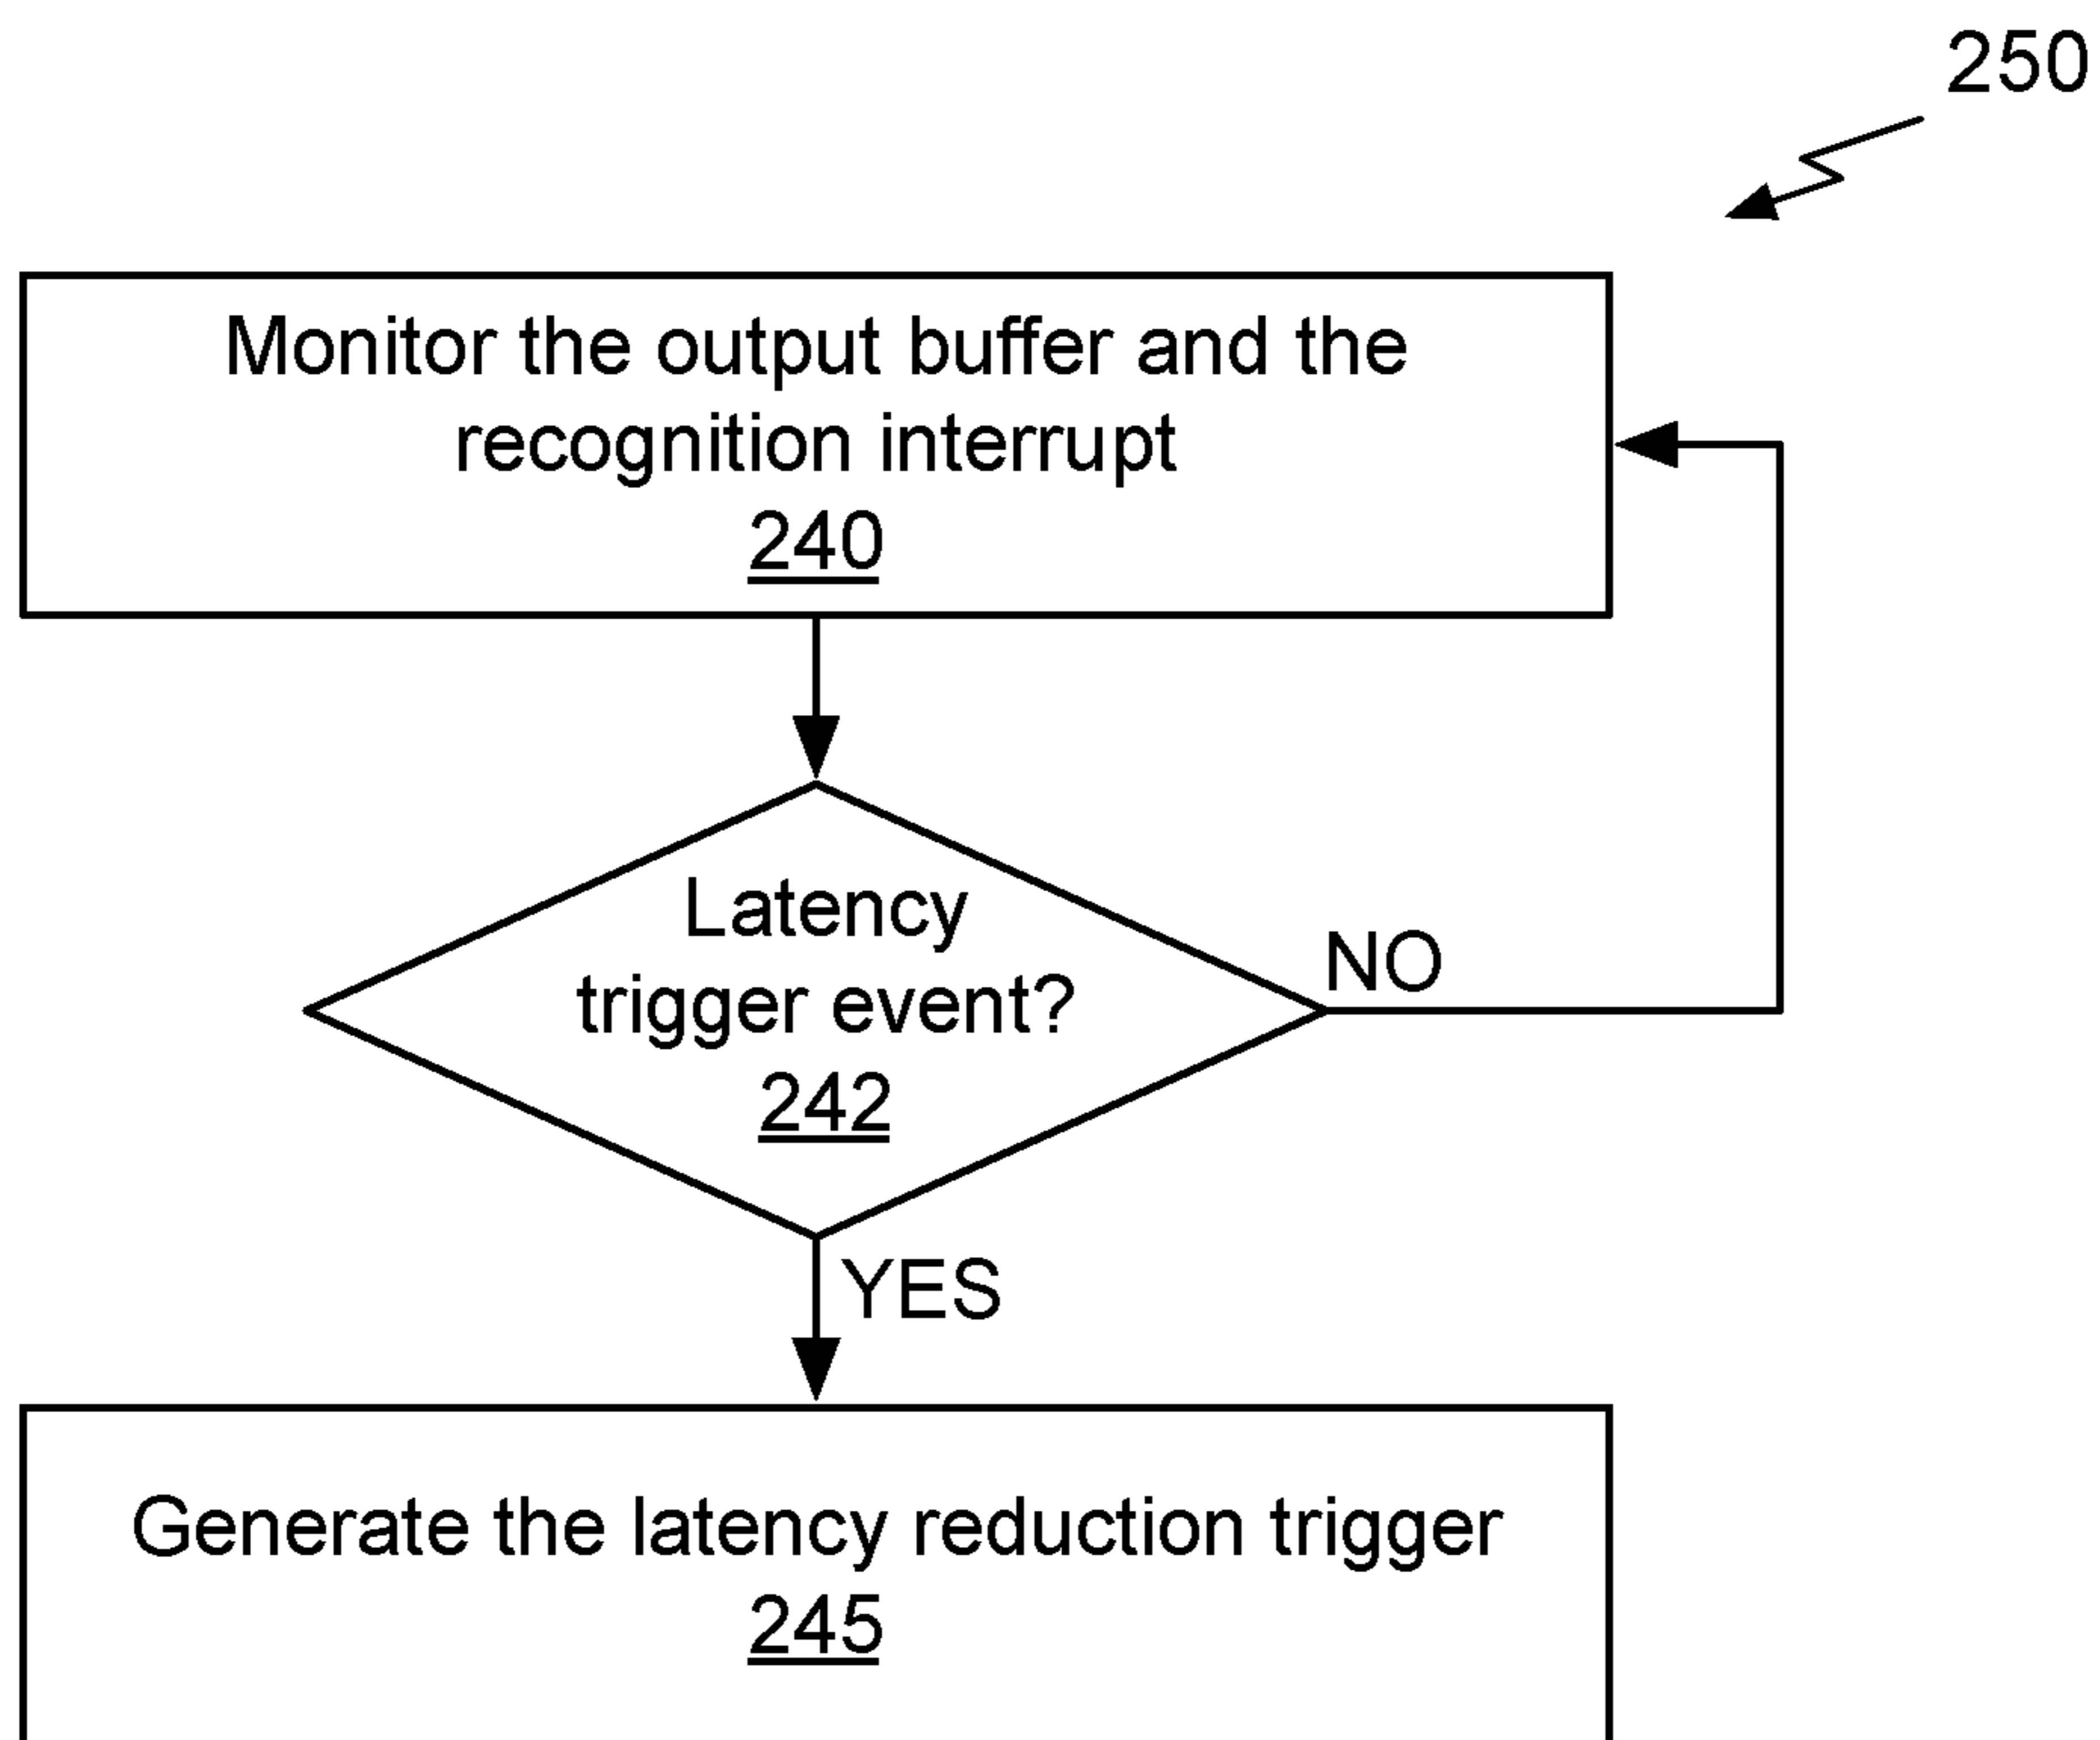 250
Monitor the output buffer and the
recognition interrupt
240
Latency
trigger event?
242
NO
YES
Generate the latency reduction trigger
245